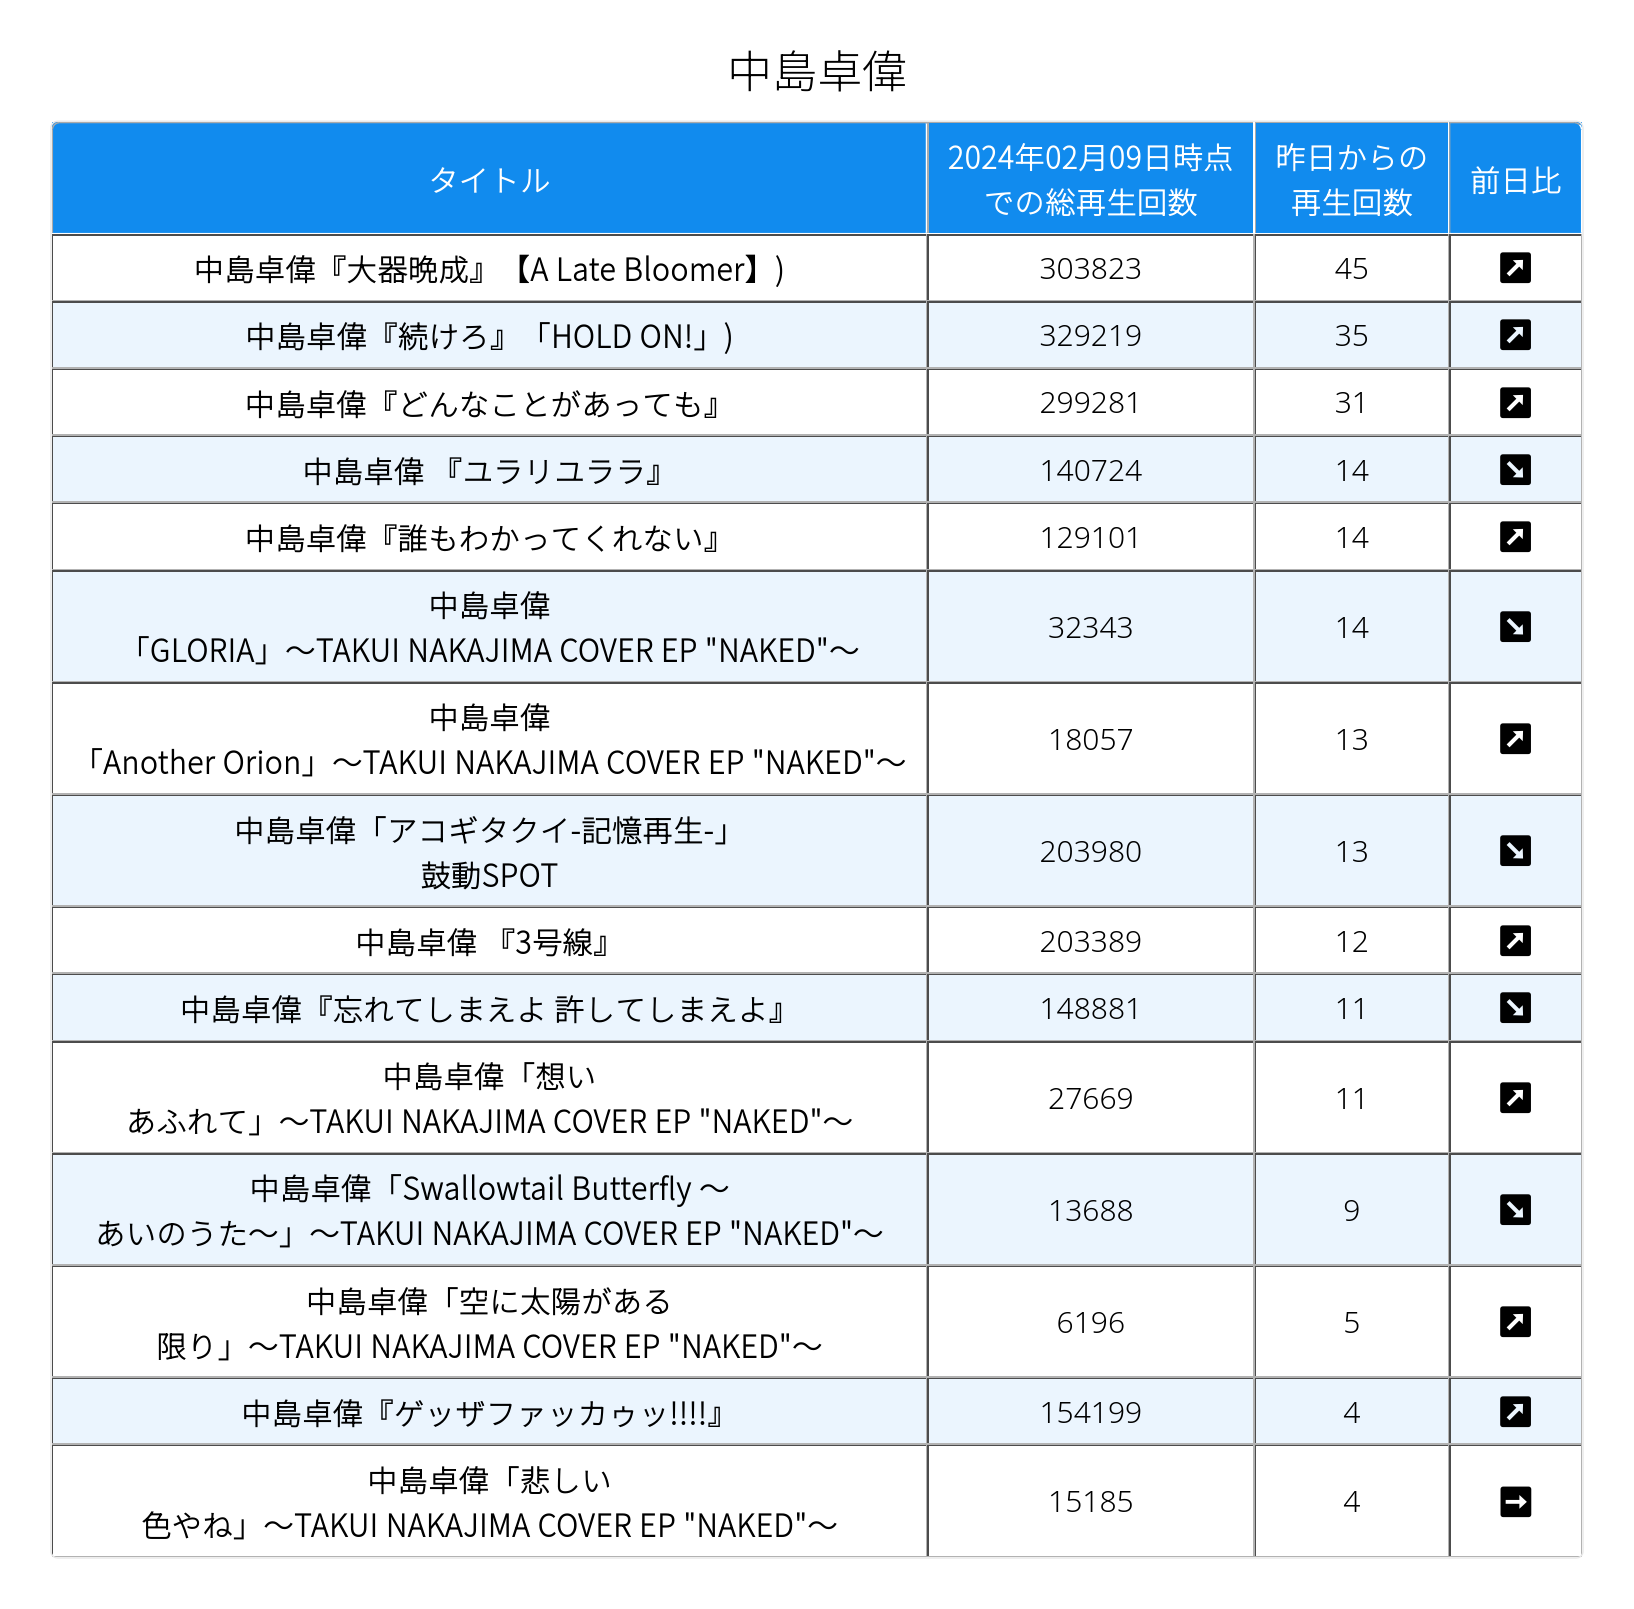 中島卓偉
タイトル
2024年02月09日時点
での総再生回数
昨日からの
再生回数
前日比
中島卓偉『大器晩成』【A Late Bloomer】)
303823
45
中島卓偉『続けろ』「HOLD ON!」)
329219
35
中島卓偉『どんなことがあっても』
299281
31
中島卓偉 『ユラリユララ』
140724
14
中島卓偉『誰もわかってくれない』
129101
14
中島卓偉
「GLORIA」～TAKUI NAKAJIMA COVER EP "NAKED"～
32343
14
中島卓偉
「Another Orion」～TAKUI NAKAJIMA COVER EP "NAKED"～
18057
13
中島卓偉「アコギタクイ-記憶再生-」
鼓動SPOT
203980
13
中島卓偉 『3号線』
203389
12
中島卓偉『忘れてしまえよ 許してしまえよ』
148881
11
中島卓偉「想い
あふれて」～TAKUI NAKAJIMA COVER EP "NAKED"～
27669
11
中島卓偉「Swallowtail Butterfly ～
あいのうた～」～TAKUI NAKAJIMA COVER EP "NAKED"～
13688
9
中島卓偉「空に太陽がある
限り」～TAKUI NAKAJIMA COVER EP "NAKED"～
6196
5
中島卓偉『ゲッザファッカゥッ!!!!』
154199
4
中島卓偉「悲しい
色やね」～TAKUI NAKAJIMA COVER EP "NAKED"～
15185
4